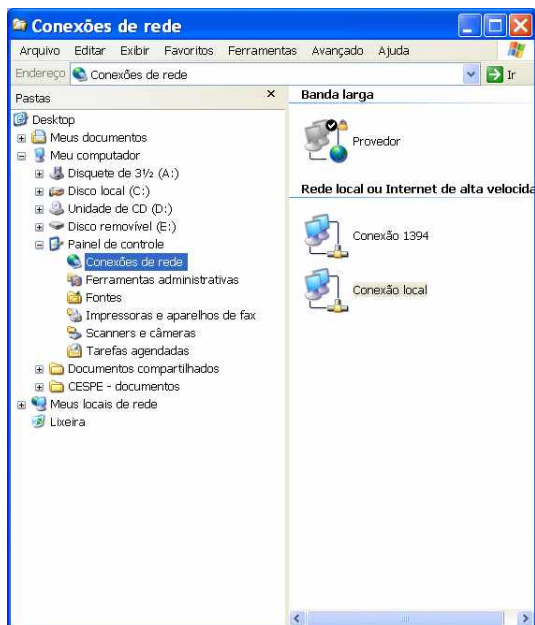 Conexões de rede
Arquivo Editar Exibir Favoritos Ferramentas Avançado Ajuda
Endereço Conexões de rede Ir
Pastas
Desktop
Meus documentos
Meu computador
Disquete de 3½ (A:)
Disco local (C:)
Unidade de CD (D:)
Disco removível (E:)
Painel de controle
Conexões de rede
Ferramentas administrativas
Fontes
Impressoras e aparelhos de fax
Scanners e câmeras
Tarefas agendadas
Documentos compartilhados
CESPE - documentos
Meus locais de rede
Lixeira
Banda larga
Provedor
Rede local ou Internet de alta velocida
Conexão 1394
Conexão local